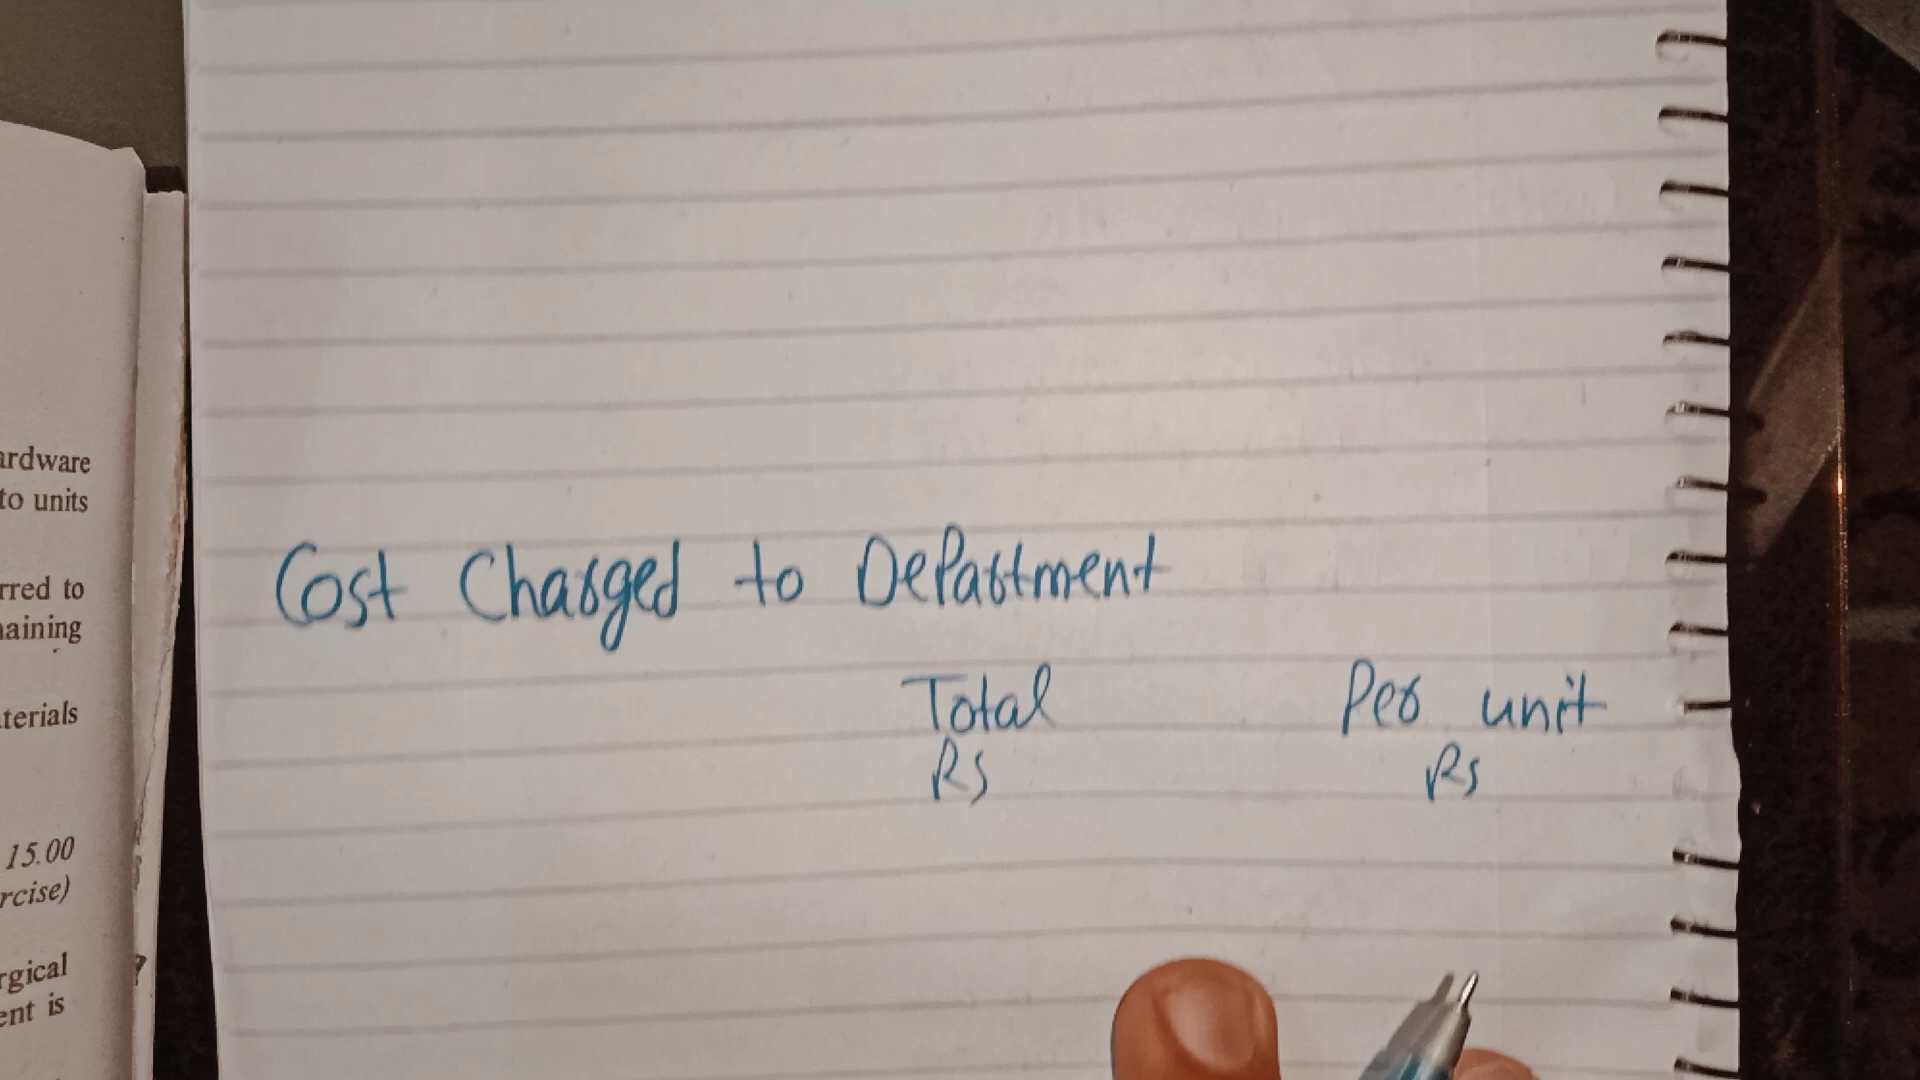 ardware
to units
rred to
aining
terials
15.00
rcise)
rgical
ent is
Cost Charged to Department
Total Per unit
Rs Rs